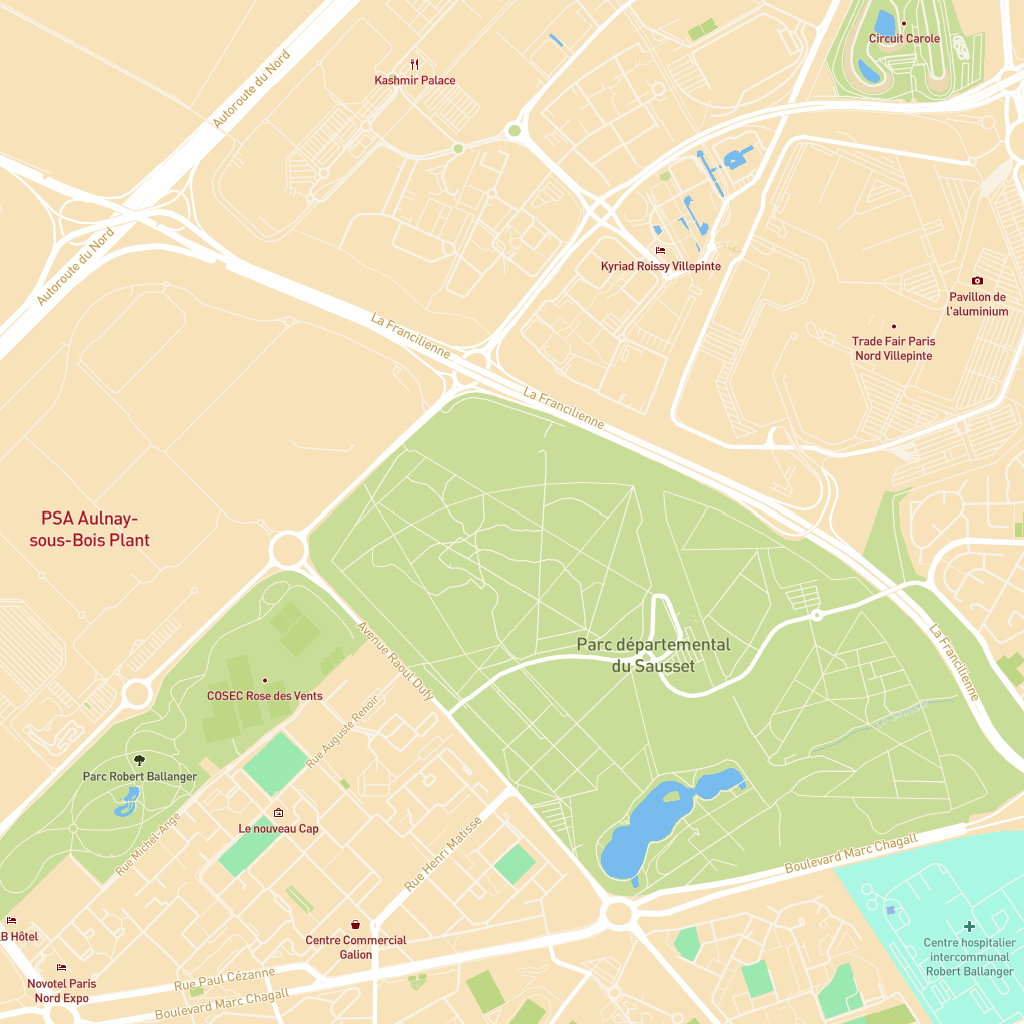 Circuit Carole
Autoroute du Nord
Kashmir Palace
Autoroute du Nord
Kyriad Roissy Villepinte
Pavillon de
l'aluminium
La Francilienne
Trade Fair Paris
Nord Villepinte
La Francilienne
PSA Aulnay-
sous-Bois Plant
Avenue Raoul Dufy
Parc départemental
du Sausset
La Francilienne
COSEC Rose des Vents
Rue Auguste Renoir
Parc Robert Ballanger
Le nouveau Cap
Rue Michel-Ange
Rue Henri Matisse
Boulevard Marc Chagall
B Hôtel
Centre Commercial
Galion
Centre hospitalier
intercommunal
Robert Ballanger
Rue Paul Cézanne
Novotel Paris
Nord Expo
Boulevard Marc Chagall